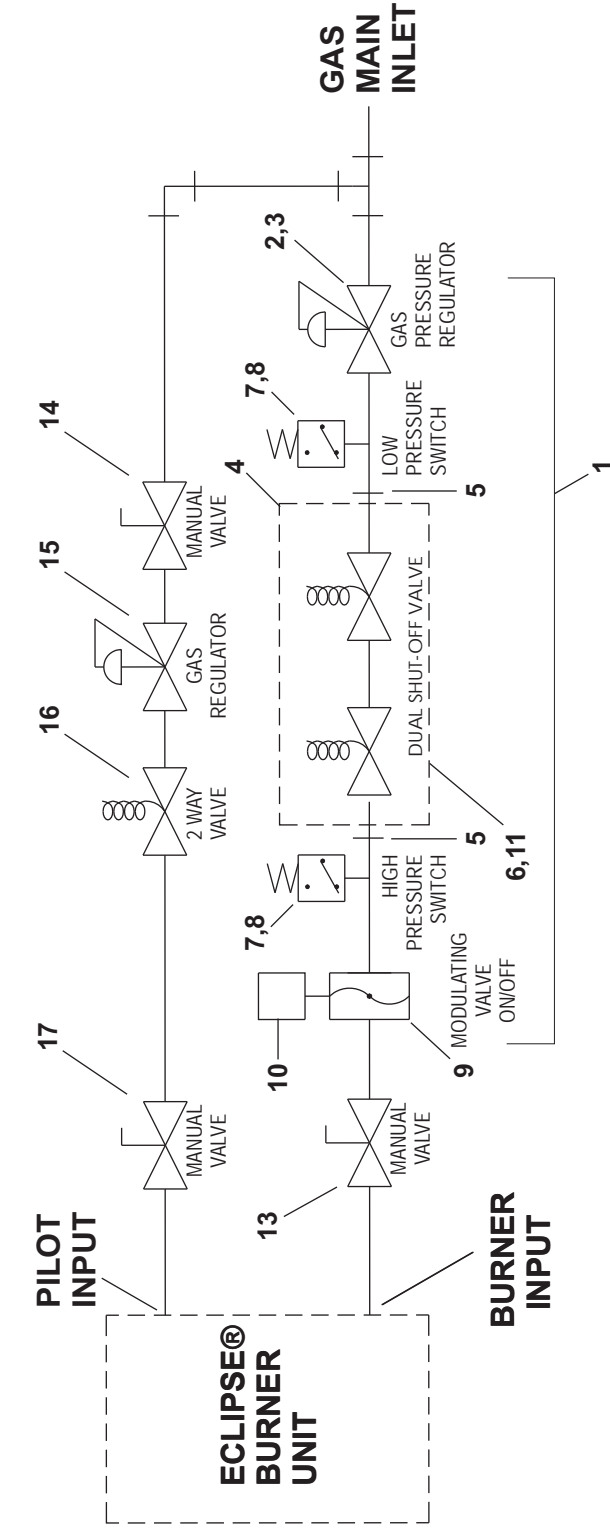 GAS
MAIN
INLET
2,3
GAS
PRESSURE
REGULATOR
7,8
LOW
PRESSURE
SWITCH
4
5
1
DUAL SHUT-OFF VALVE
6,11
5
7,8
HIGH
PRESSURE
SWITCH
10
MODULATING
VALVE
ON/OFF
9
14
MANUAL
VALVE
15
GAS
REGULATOR
16
2 WAY
VALVE
17
MANUAL
VALVE
13
MANUAL
VALVE
PILOT
INPUT
BURNER
INPUT
ECLIPSE®
BURNER
UNIT